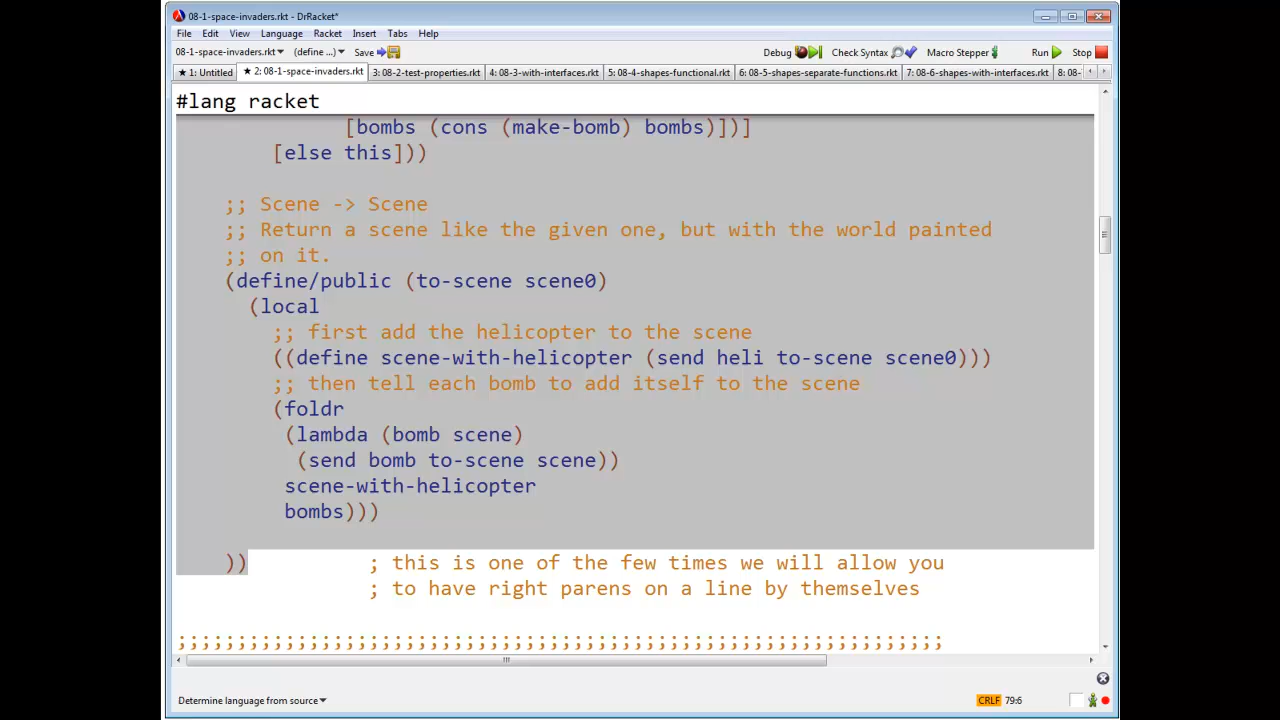 08-1-space-invaders.rkt - DrRacket*
File Edit View Language Racket Insert Tabs Help
08-1-space-invaders.rkt (define ...) Save Debug Check Syntax Macro Stepper Run Stop
★ 1: Untitled ★ 2: 08-1-space-invaders.rkt 3: 08-2-test-properties.rkt 4: 08-3-with-interfaces.rkt 5: 08-4-shapes-functional.rkt 6: 08-5-shapes-separate-functions.rkt 7: 08-6-shapes-with-interfaces.rkt 8: 08-
#lang racket
[bombs (cons (make-bomb) bombs)])]
[else this]))
;; Scene -> Scene
;; Return a scene like the given one, but with the world painted
;; on it.
(define/public (to-scene scene0)
(local
;; first add the helicopter to the scene
((define scene-with-helicopter (send heli to-scene scene0)))
;; then tell each bomb to add itself to the scene
(foldr
(lambda (bomb scene)
(send bomb to-scene scene))
scene-with-helicopter
bombs)))
)) ; this is one of the few times we will allow you
; to have right parens on a line by themselves
;;;;;;;;;;;;;;;;;;;;;;;;;;;;;;;;;;;;;;;;;;;;;;;;;;;;;;;;;;;;;;;;
Determine language from source CRLF 79:6